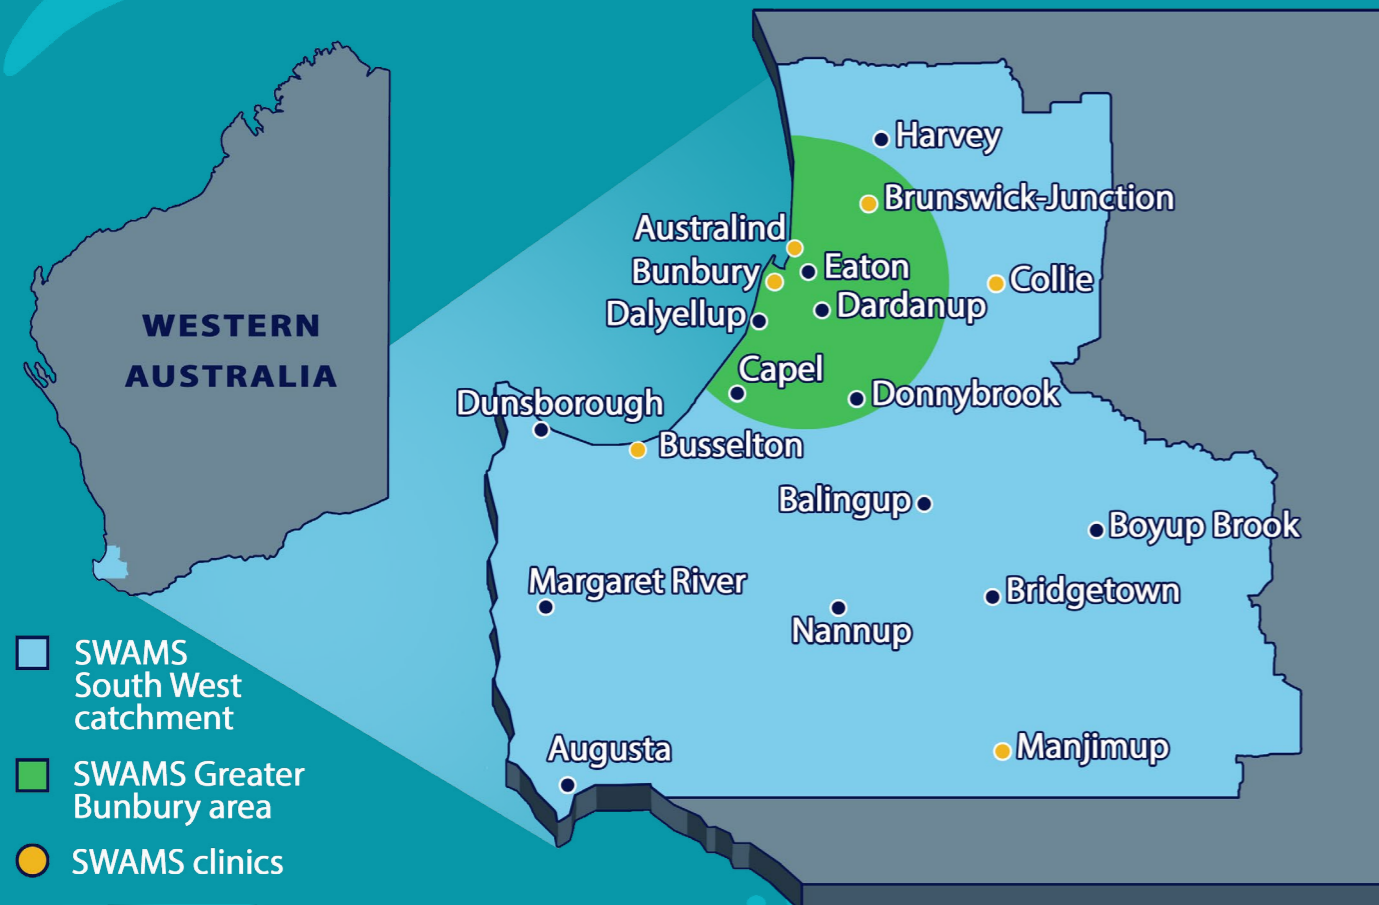 WESTERN
AUSTRALIA
Harvey
Brunswick-Junction
Australind
Bunbury
Eaton
Collie
Dalyellup
Dardanup
Capel
Donnybrook
Dunsborough
Busselton
Balingup
Boyup Brook
Margaret River
Bridgetown
Nannup
Augusta
Manjimup
SWAMS
South West
catchment
SWAMS Greater
Bunbury area
SWAMS clinics